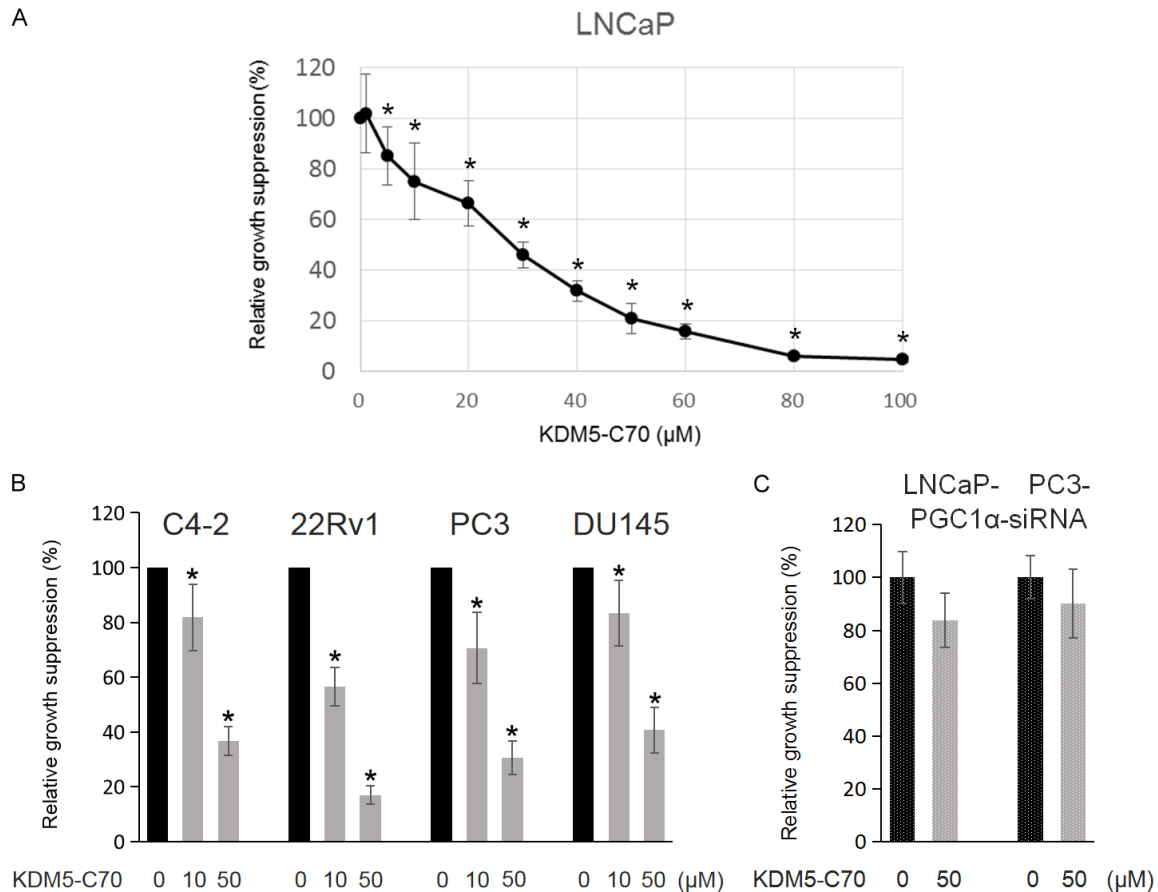 A
LNCaP
Relative growth suppression (%)
120
100
80
60
40
20
0
* * * * * * * * *
0 20 40 60 80 100
KDM5-C70 (µM)
B
C4-2 22Rv1 PC3 DU145
Relative growth suppression (%)
120
100
80
60
40
20
0
* * * * * * * *
KDM5-C70 0 10 50 0 10 50 0 10 50 0 10 50 (µM)
C
LNCaP- PC3-
PGC1α-siRNA
Relative growth suppression (%)
120
100
80
60
40
20
0
KDM5-C70 0 50 0 50 (µM)